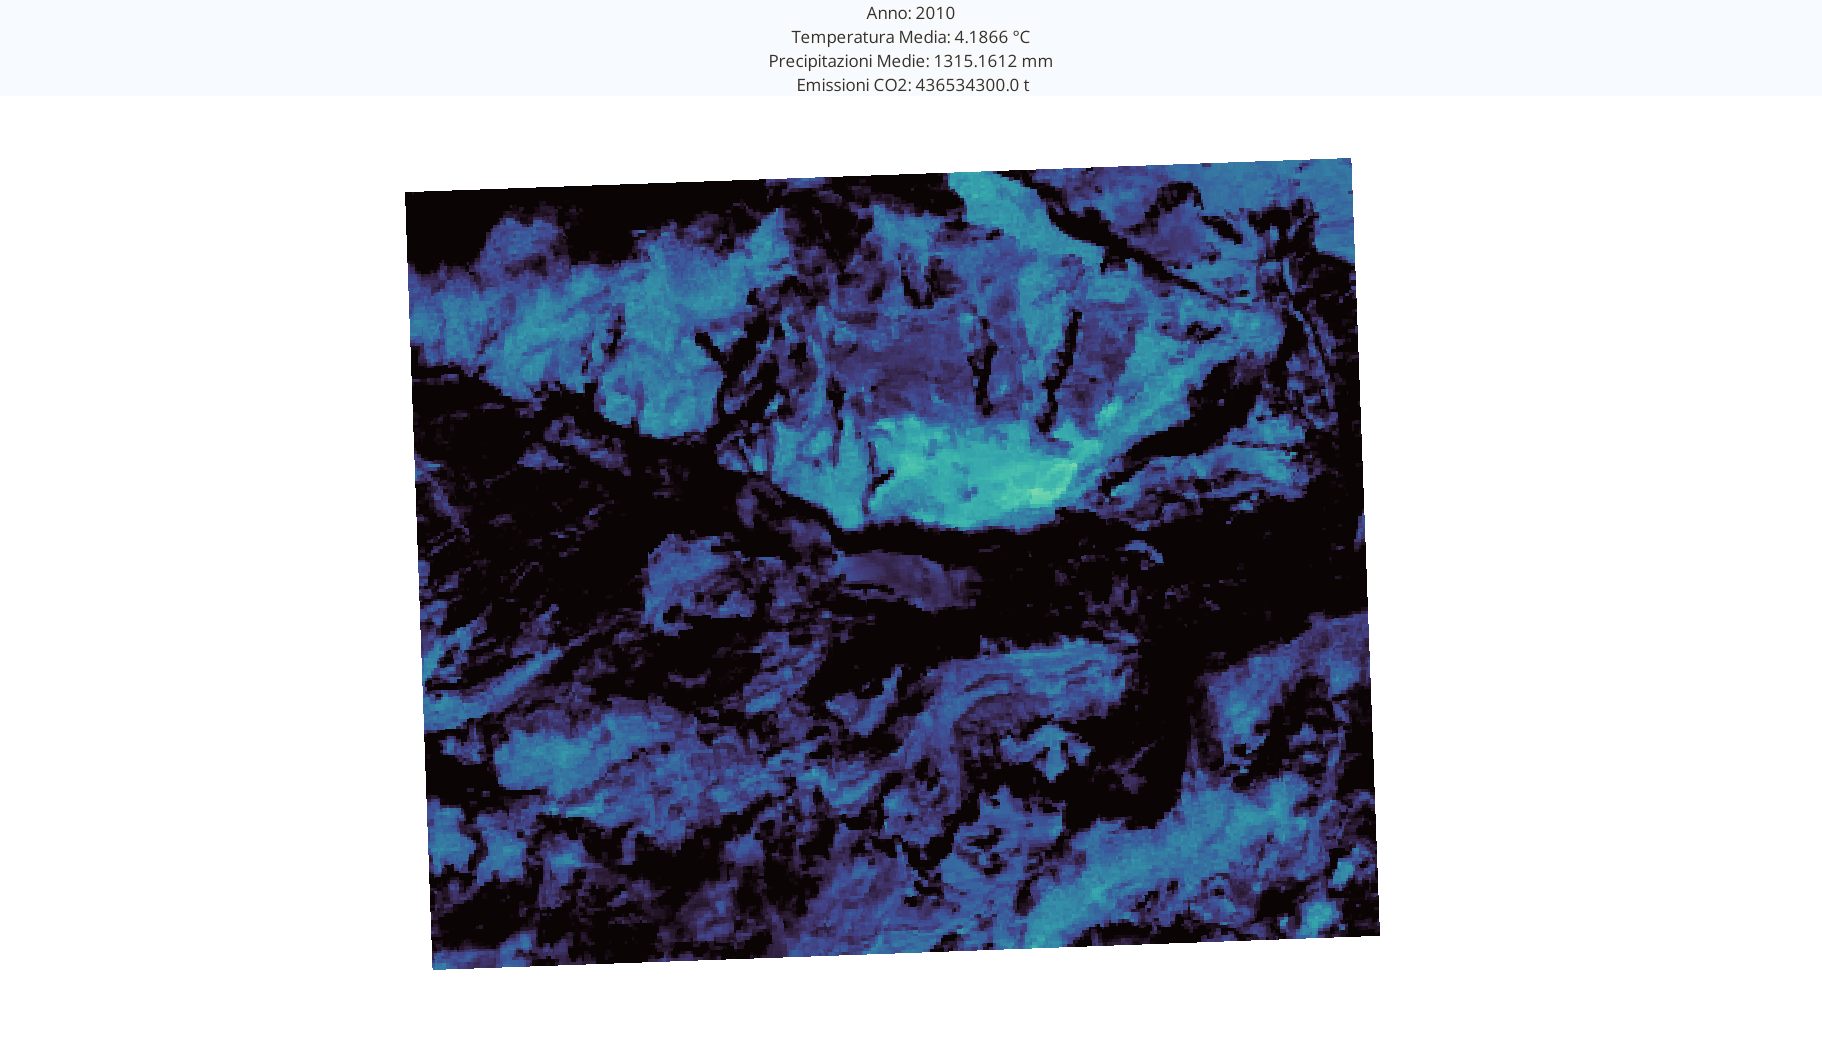 Anno: 2010
Temperatura Media: 4.1866 °C
Precipitazioni Medie: 1315.1612 mm
Emissioni CO2: 436534300.0 t